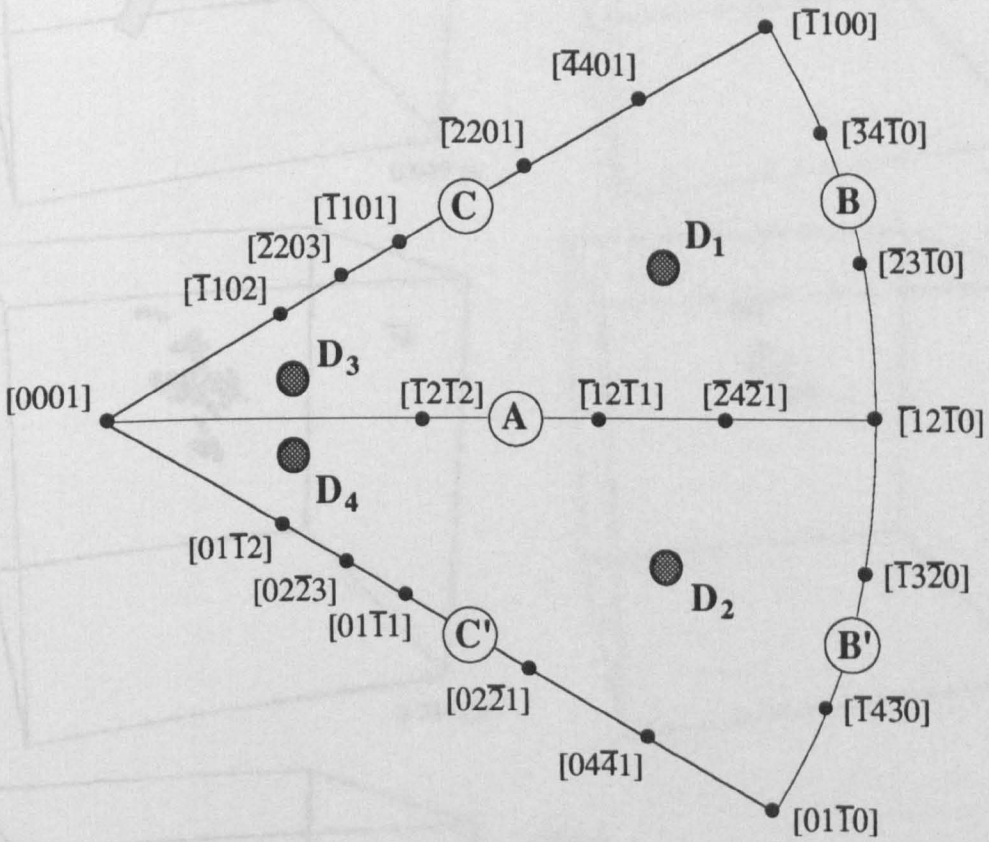 [1̄100]
[4̄401]
[3̄41̄0]
[2̄201]
B
[1̄101]
C
[2̄203]
D₁
[2̄31̄0]
[1̄102]
D₃
[0001]
[1̄21̄2]
A
[1̄21̄1]
[2̄42̄1]
[1̄21̄0]
D₄
[011̄2]
[022̄3]
[011̄1]
C'
D₂
[1̄32̄0]
B'
[022̄1]
[1̄43̄0]
[044̄1]
[011̄0]